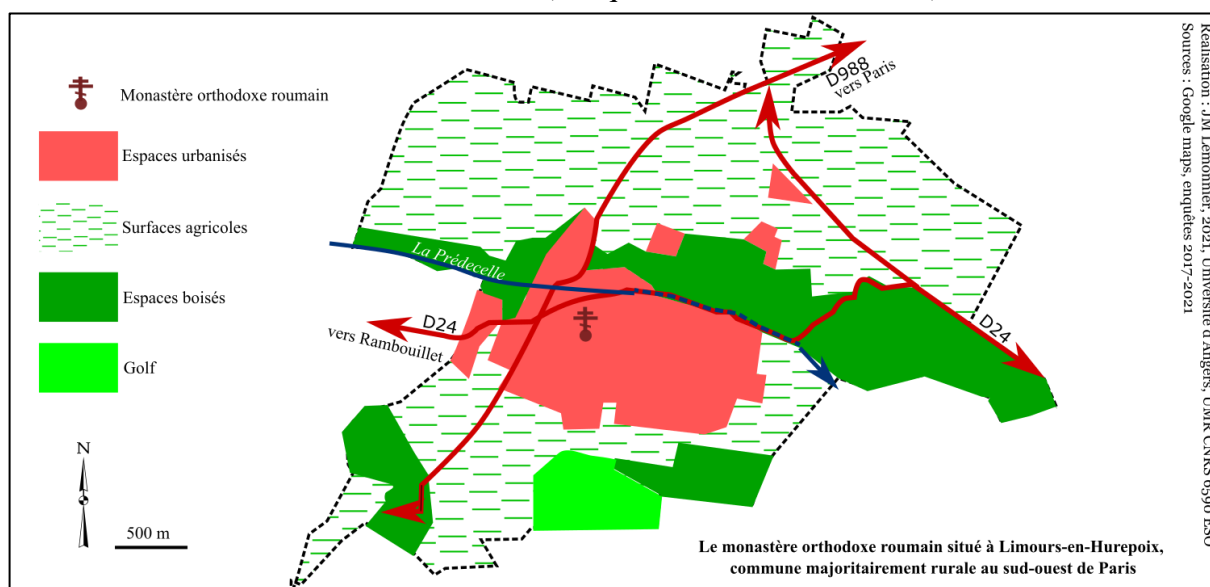 Monastère orthodoxe roumain
Espaces urbanisés
Surfaces agricoles
Espaces boisés
Golf
N
500 m
D988
vers Paris
La Prédecelle
D24
vers Rambouillet
D24
Le monastère orthodoxe roumain situé à Limours-en-Hurepoix,
commune majoritairement rurale au sud-ouest de Paris
Réalisation : JM Lemonnier, 2021, Université d'Angers, UMR CNRS 6590 ESO
Sources : Google maps, enquêtes 2017-2021